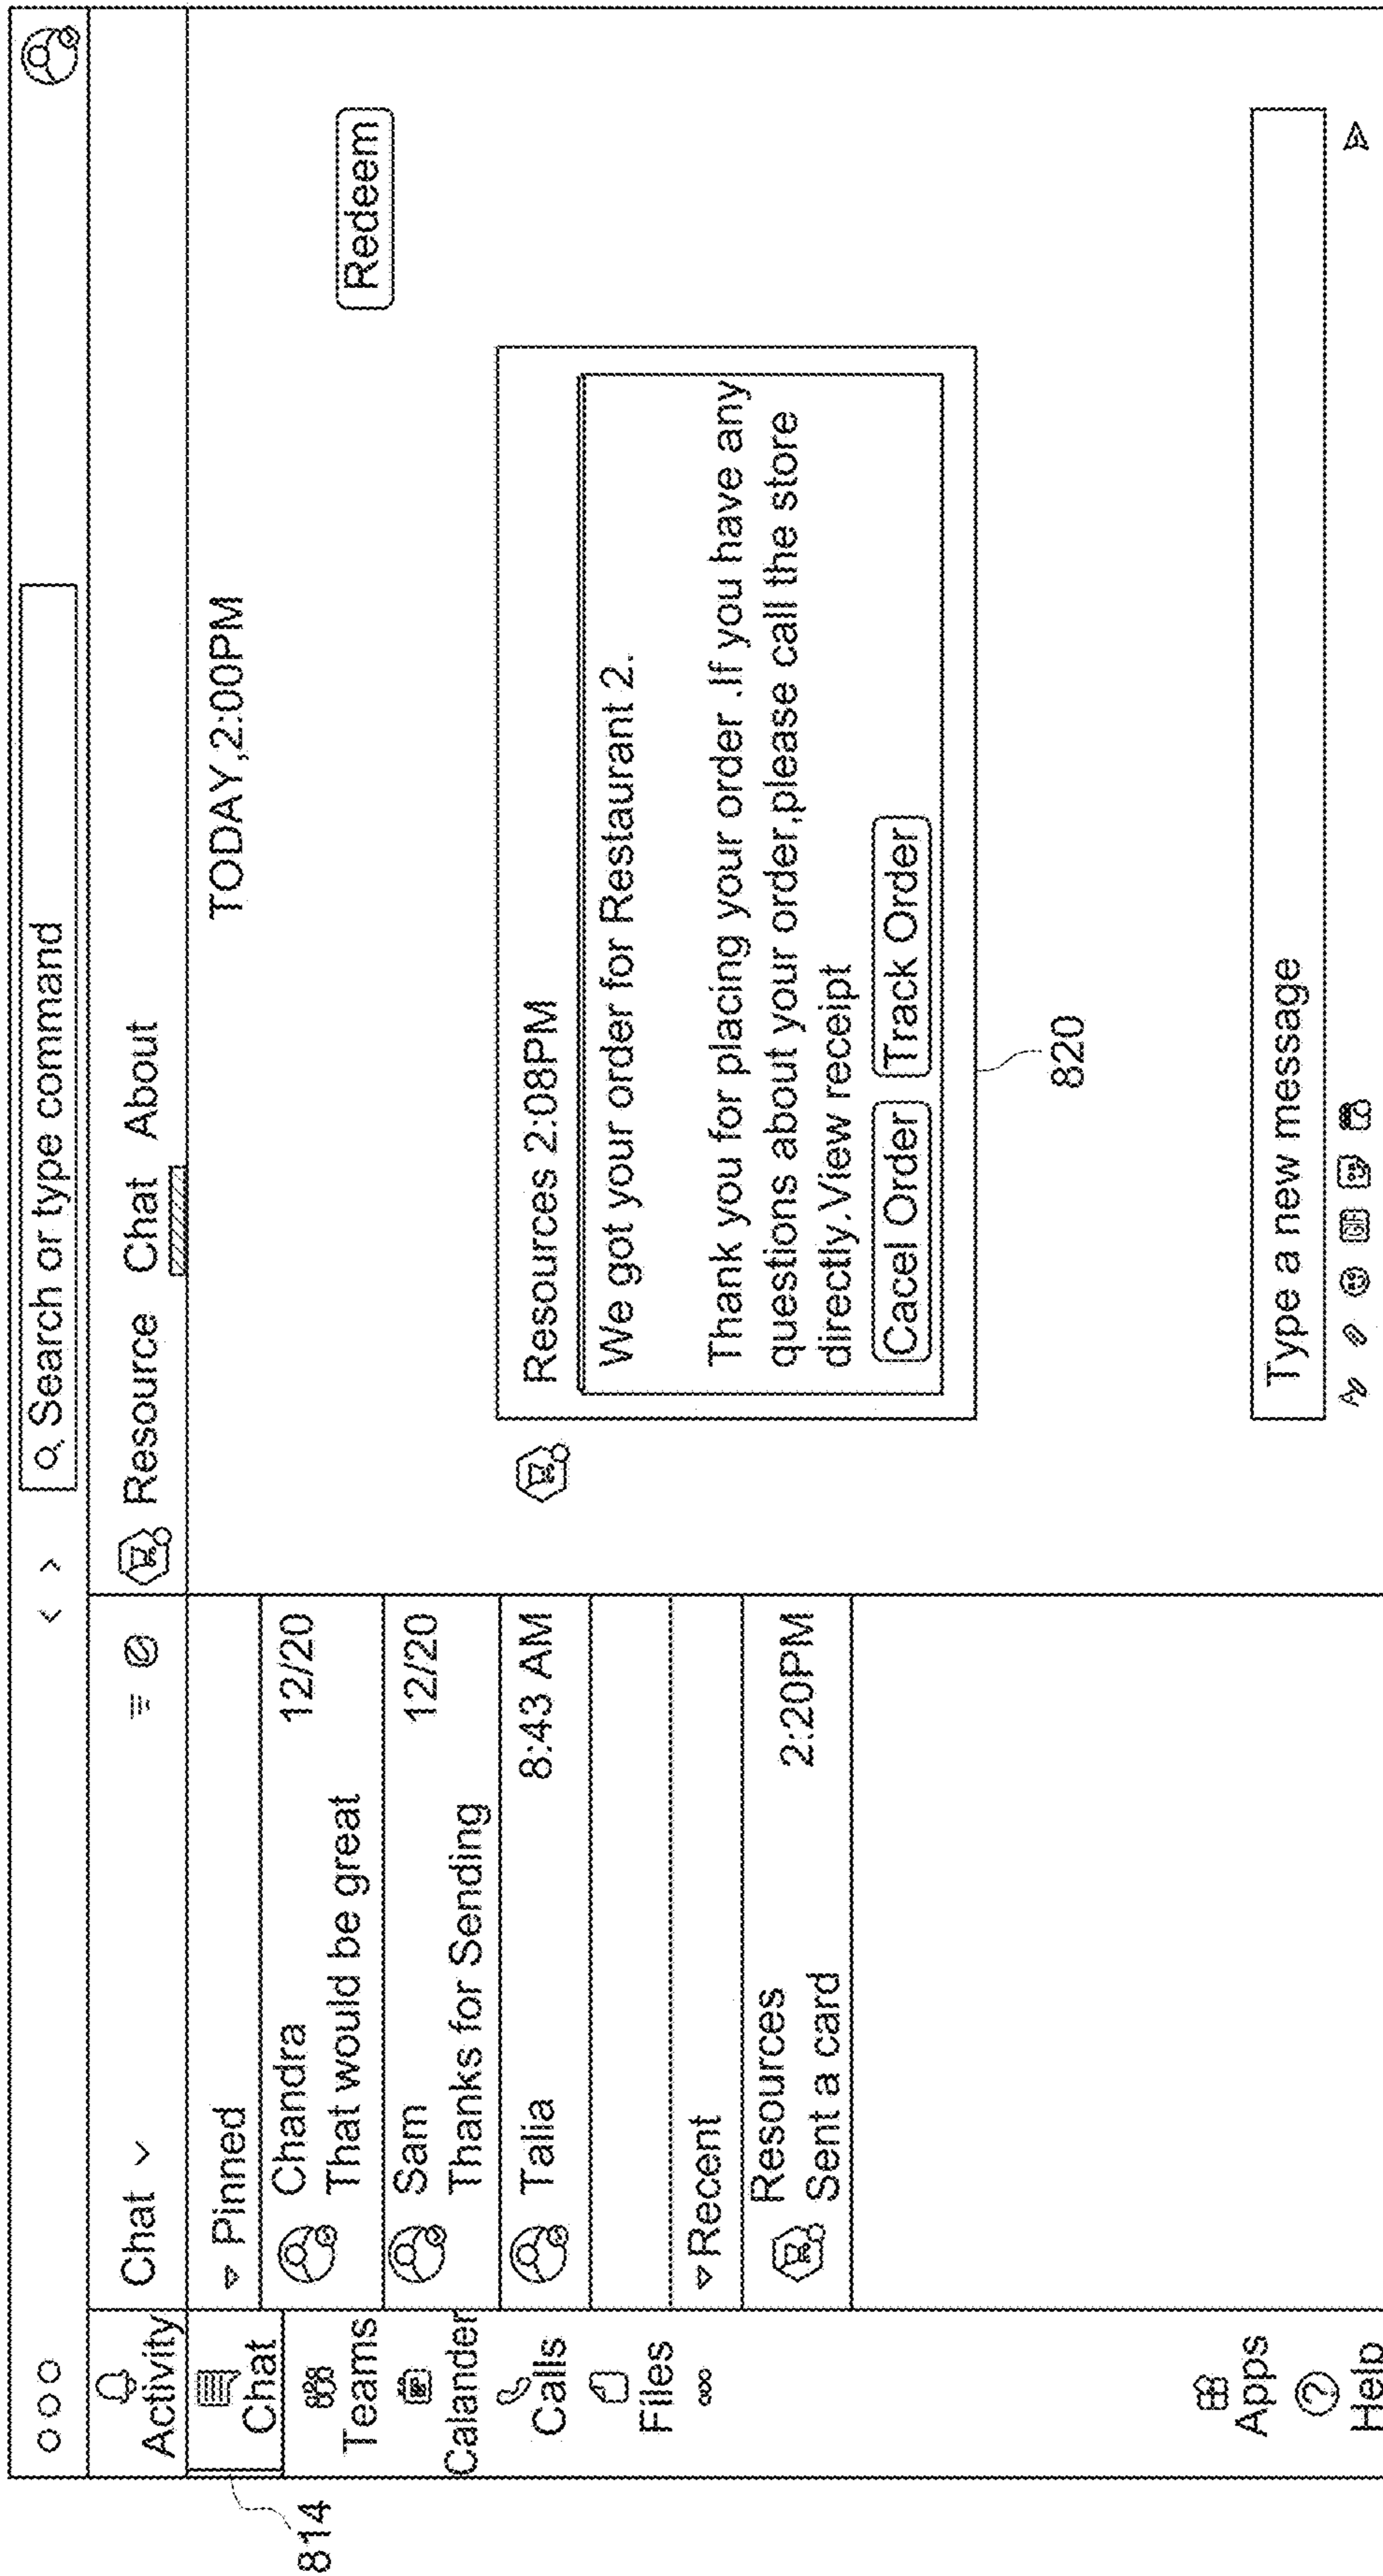 Search or type command
Activity
Chat
Teams
Calander
Calls
Files
Apps
Help
814
Chat
Pinned
Chandra 12/20
That would be great
Sam 12/20
Thanks for Sending
Talia 8:43 AM
Recent
Resources
Sent a card 2:20PM
Resource Chat About
TODAY,2:00PM
Redeem
Resources 2:08PM
We got your order for Restaurant 2.
Thank you for placing your order .If you have any
questions about your order,please call the store
directly.View receipt
Cacel Order Track Order
820
Type a new message
GIF